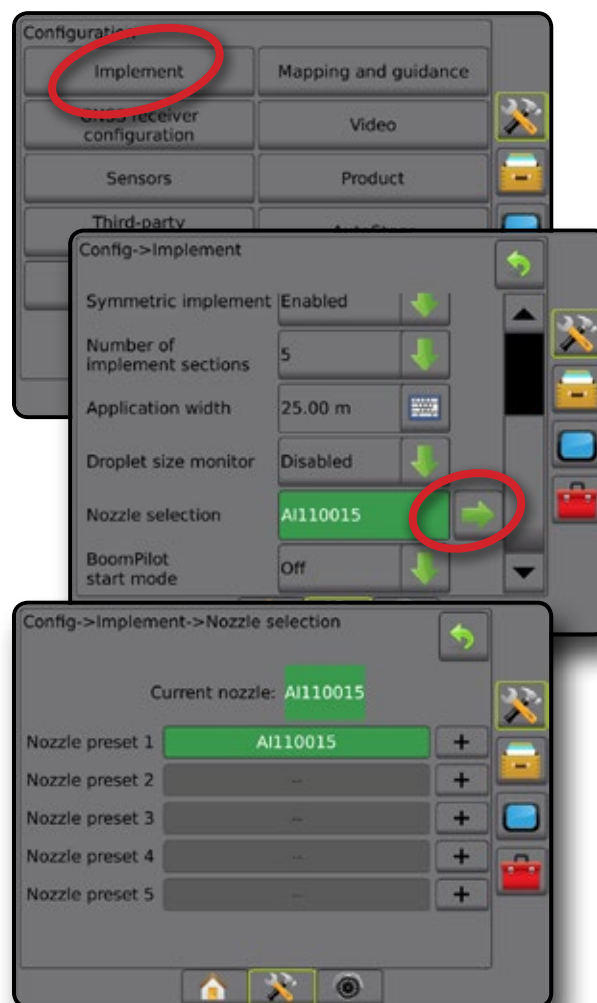 Configuration
Implement
Mapping and guidance
GNSS receiver
configuration
Video
Sensors
Product
Third-party
Config->Implement
Symmetric implement
Enabled
Number of
implement sections
5
Application width
25.00 m
Droplet size monitor
Disabled
Nozzle selection
AI110015
BoomPilot
start mode
Off
Config->Implement->Nozzle selection
Current nozzle: AI110015
Nozzle preset 1
AI110015
+
Nozzle preset 2
--
+
Nozzle preset 3
--
+
Nozzle preset 4
--
+
Nozzle preset 5
--
+